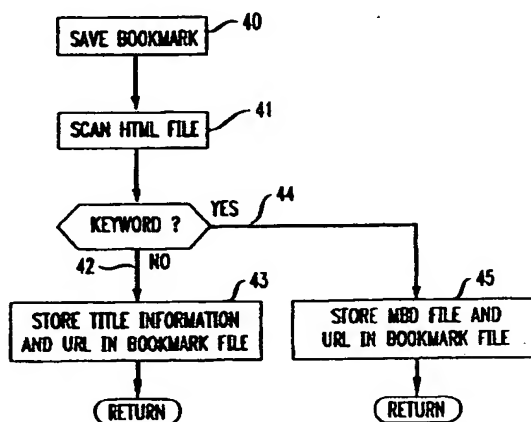 SAVE BOOKMARK
40
SCAN HTML FILE
41
KEYWORD ?
YES
44
42
NO
43
STORE TITLE INFORMATION
AND URL IN BOOKMARK FILE
45
STORE MBD FILE AND
URL IN BOOKMARK FILE
RETURN
RETURN